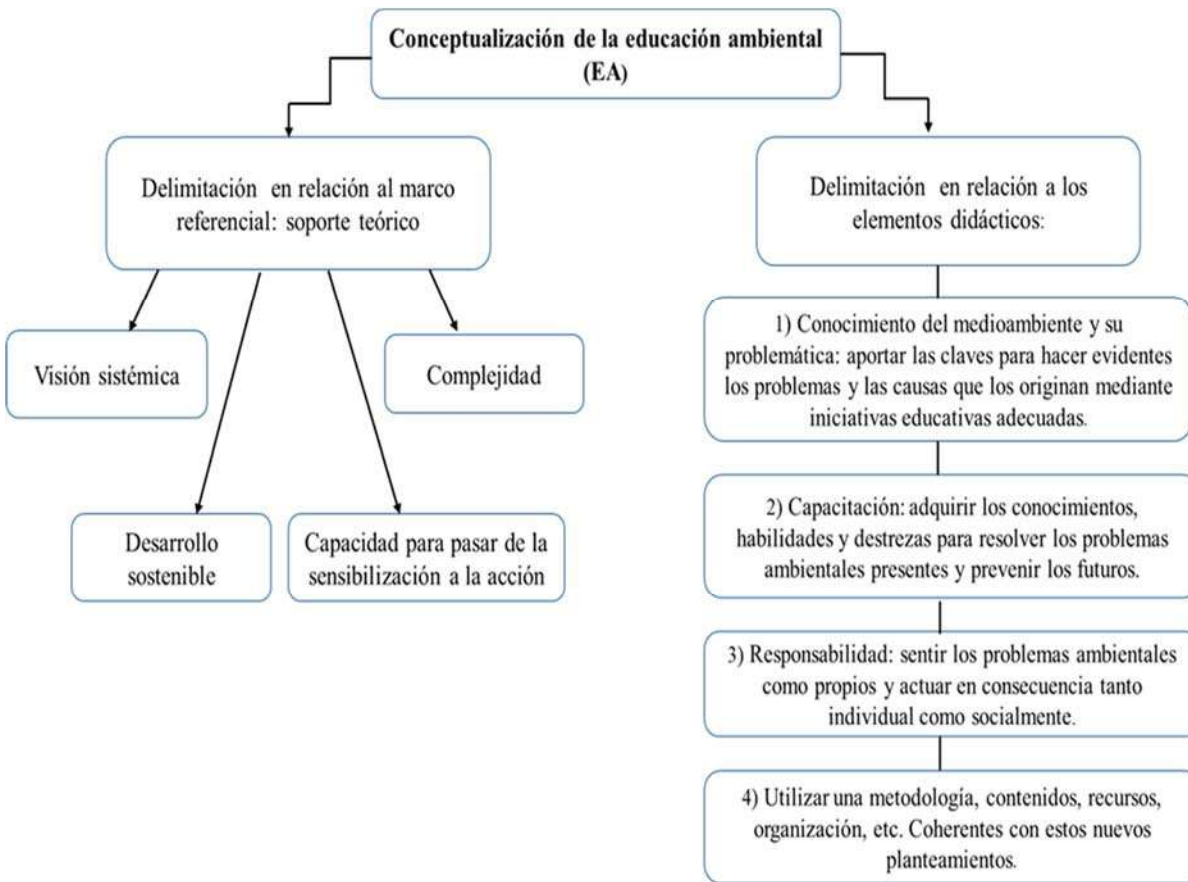 Conceptualización de la educación ambiental
(EA)
Delimitación en relación al marco
referencial: soporte teórico
Visión sistémica
Complejidad
Desarrollo
sostenible
Capacidad para pasar de la
sensibilización a la acción
Delimitación en relación a los
elementos didácticos:
1) Conocimiento del medioambiente y su
problemática: aportar las claves para hacer evidentes
los problemas y las causas que los originan mediante
iniciativas educativas adecuadas.
2) Capacitación: adquirir los conocimientos,
habilidades y destrezas para resolver los problemas
ambientales presentes y prevenir los futuros.
3) Responsabilidad: sentir los problemas ambientales
como propios y actuar en consecuencia tanto
individual como socialmente.
4) Utilizar una metodología, contenidos, recursos,
organización, etc. Coherentes con estos nuevos
planteamientos.